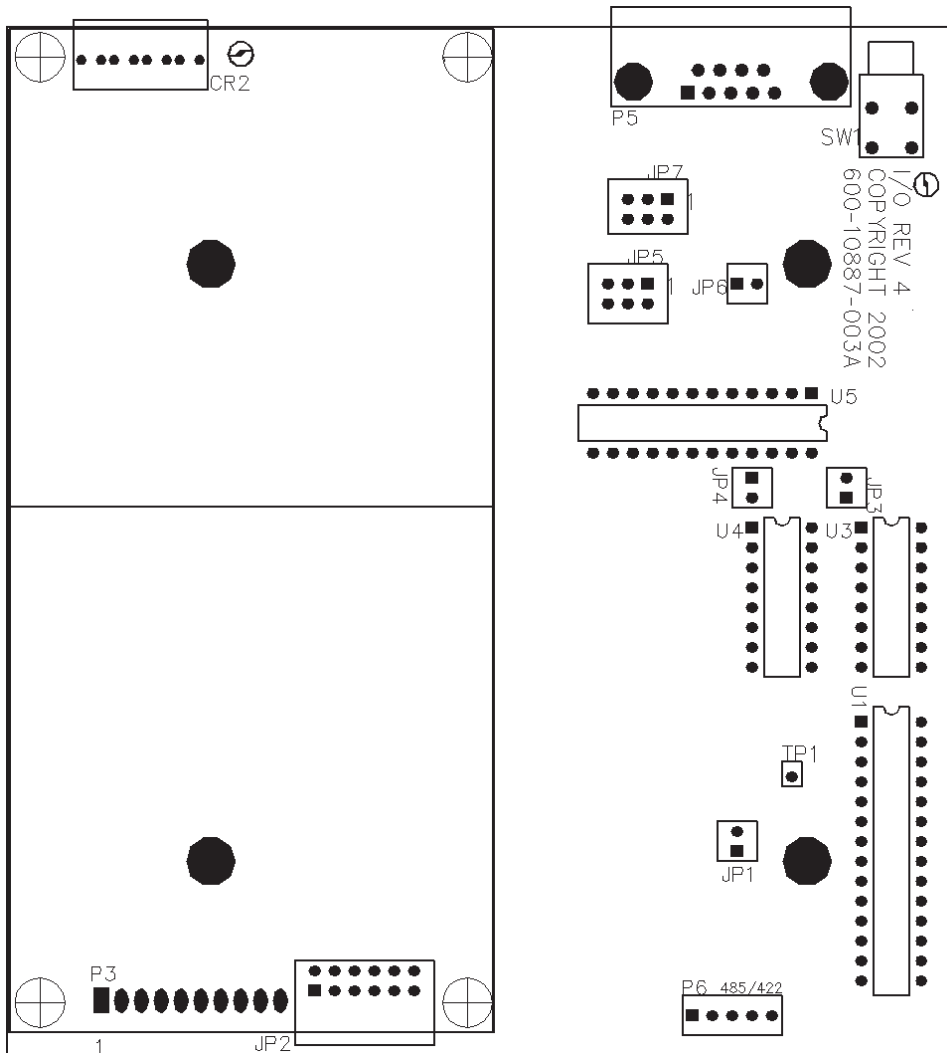 CR2
P5
SW1
I/O REV 4
COPYRIGHT 2002
600-10887-003A
JP7
1
JP5
1
JP6
U5
JP4
JP3
U4
U3
U1
TP1
JP1
P3
1
JP2
P6 485/422